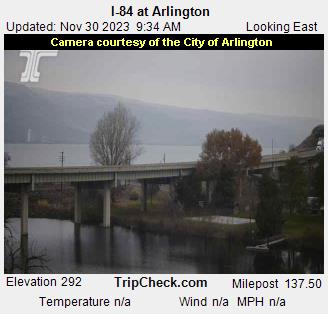 I-84 at Arlington
Updated: Nov 30 2023 9:34 AM Looking East
Camera courtesy of the City of Arlington
Elevation 292 TripCheck.com Milepost 137.50
Temperature n/a Wind n/a MPH n/a